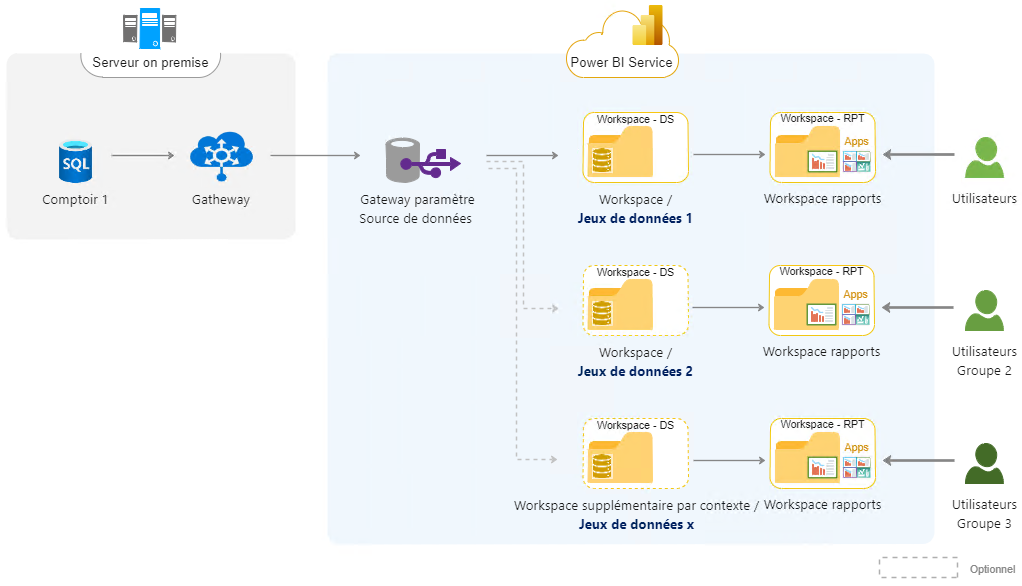 Serveur on premise
Power BI Service
SQL
Comptoir 1
Gatheway
Gateway paramètre
Source de données
Workspace - DS
Workspace /
Jeux de données 1
Workspace - RPT
Apps
Workspace rapports
Utilisateurs
Workspace - DS
Workspace /
Jeux de données 2
Workspace - RPT
Apps
Workspace rapports
Utilisateurs
Groupe 2
Workspace - DS
Workspace supplémentaire par contexte /
Jeux de données x
Workspace - RPT
Apps
Workspace rapports
Utilisateurs
Groupe 3
Optionnel